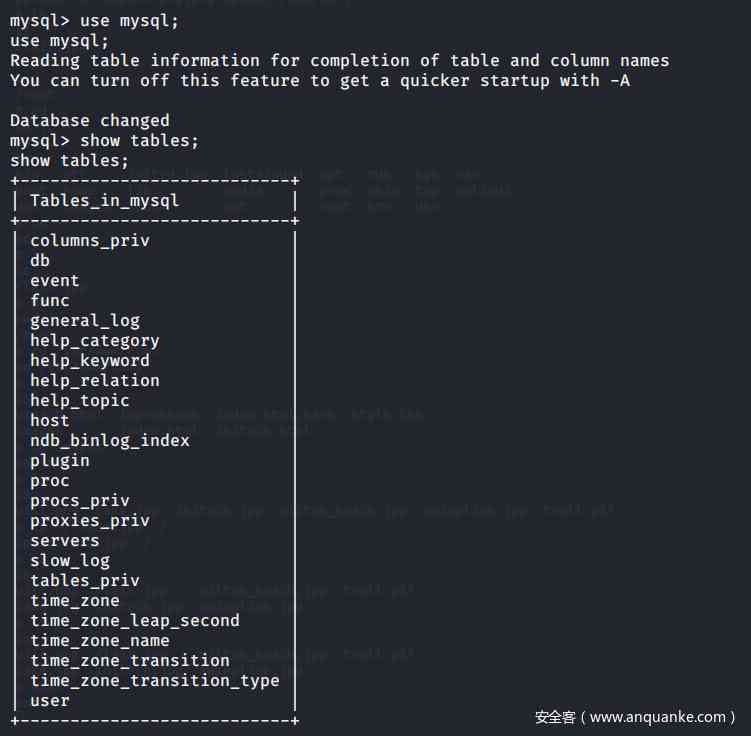 mysql> use mysql;
use mysql;
Reading table information for completion of table and column names
You can turn off this feature to get a quicker startup with -A
Database changed
mysql> show tables;
show tables;
+---------------------------+
| Tables_in_mysql           |
+---------------------------+
| columns_priv              |
| db                        |
| event                     |
| func                      |
| general_log               |
| help_category             |
| help_keyword              |
| help_relation             |
| help_topic                |
| host                      |
| ndb_binlog_index          |
| plugin                    |
| proc                      |
| procs_priv                |
| proxies_priv              |
| servers                   |
| slow_log                  |
| tables_priv               |
| time_zone                 |
| time_zone_leap_second     |
| time_zone_name            |
| time_zone_transition      |
| time_zone_transition_type |
| user                      |
+---------------------------+
安全客（www.anquanke.com）